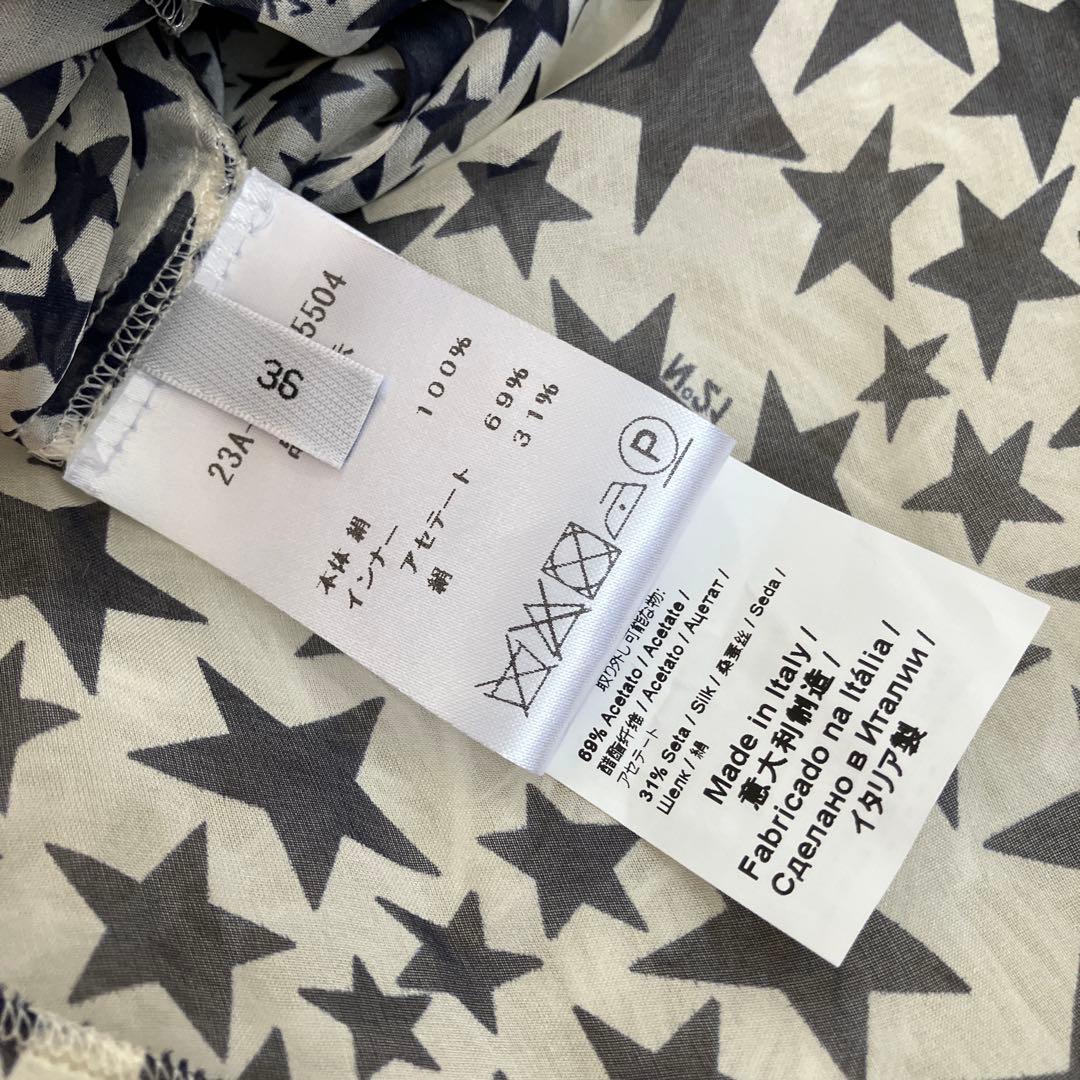 36
23A-
5504
本体 絹 100%
インナー
アセテート 69%
絹 31%
P
取り外し可能な物:
69% Acetato / Acetate /
醋酯纤维 / Acetato / Ацетат /
アセテート
31% Seta / Silk / 桑蚕丝 / Seda /
Шелк / 絹
Made in Italy /
意大利制造 /
Fabricado na Itália /
Сделано в Италии /
イタリア製